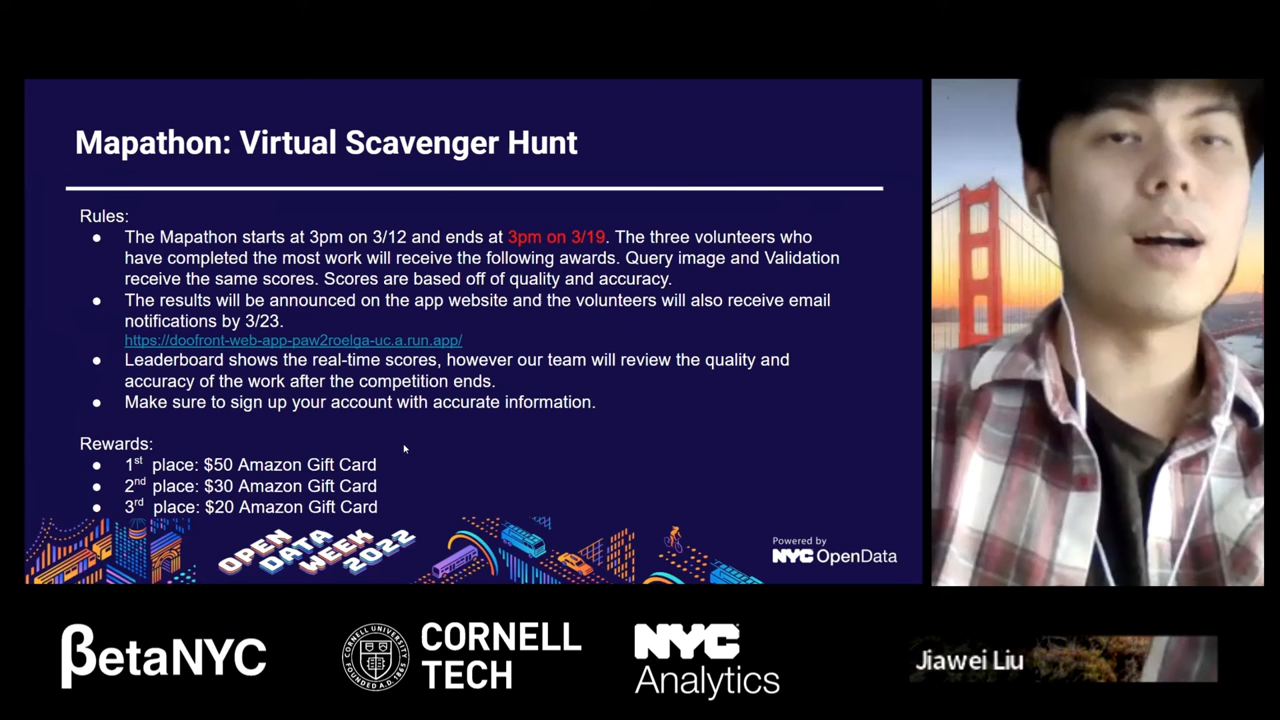 Mapathon: Virtual Scavenger Hunt
Rules:
● The Mapathon starts at 3pm on 3/12 and ends at 3pm on 3/19. The three volunteers who
have completed the most work will receive the following awards. Query image and Validation
receive the same scores. Scores are based off of quality and accuracy.
● The results will be announced on the app website and the volunteers will also receive email
notifications by 3/23.
https://doofront-web-app-paw2roelga-uc.a.run.app/
● Leaderboard shows the real-time scores, however our team will review the quality and
accuracy of the work after the competition ends.
● Make sure to sign up your account with accurate information.
Rewards:
● 1st place: $50 Amazon Gift Card
● 2nd place: $30 Amazon Gift Card
● 3rd place: $20 Amazon Gift Card
OPEN
DATA
WEEK
2022
Powered by
NYC OpenData
βetaNYC
CORNELL UNIVERSITY
FOUNDED A.D. 1865
CORNELL
TECH
NYC
Analytics
Jiawei Liu